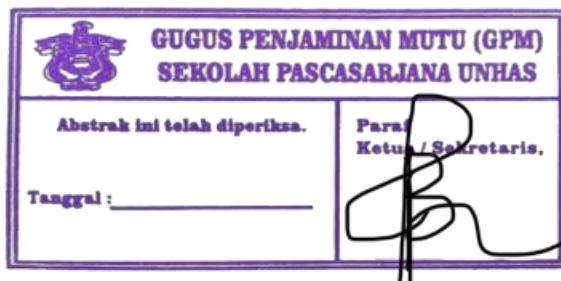 GUGUS PENJAMINAN MUTU (GPM)
SEKOLAH PASCASARJANA UNHAS
Abstrak ini telah diperiksa.
Tanggal :
Paraf
Ketua / Sekretaris,